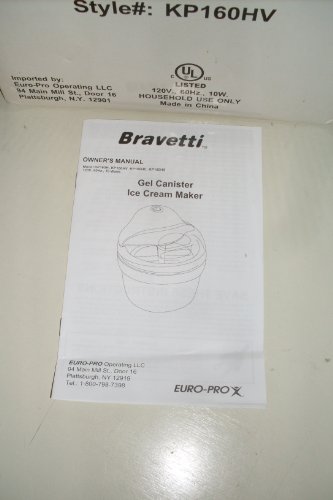 Style#: KP160HV
Imported by:
Euro-Pro Operating LLC
94 Main Mill St., Door 16
Plattsburgh, N.Y. 12901
UL
LISTED
120V., 60Hz., 18W.
HOUSEHOLD USE ONLY
Made in China
Bravetti
OWNER'S MANUAL
Gel Canister
Ice Cream Maker
EURO-PRO Operating LLC
94 Main Mill St., Door 16
Plattsburgh, NY 12919
Tel.: 1-800-798-7398
EURO-PRO X